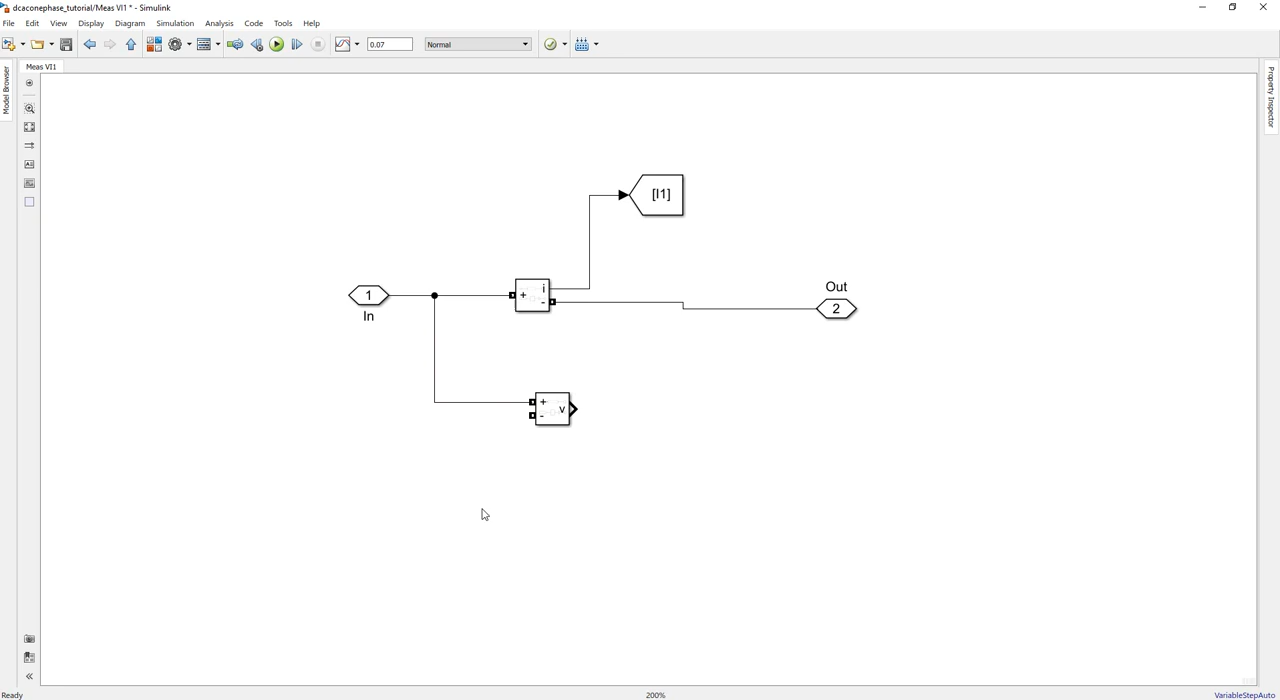 dcaconephase_tutorial/Meas VI1 * - Simulink
File Edit View Display Diagram Simulation Analysis Code Tools Help
0.07 Normal
Model Browser
Meas VI1
Property Inspector
[I1]
1
In
+ i
-
Out
2
+ v
-
Ready 200% VariableStepAuto